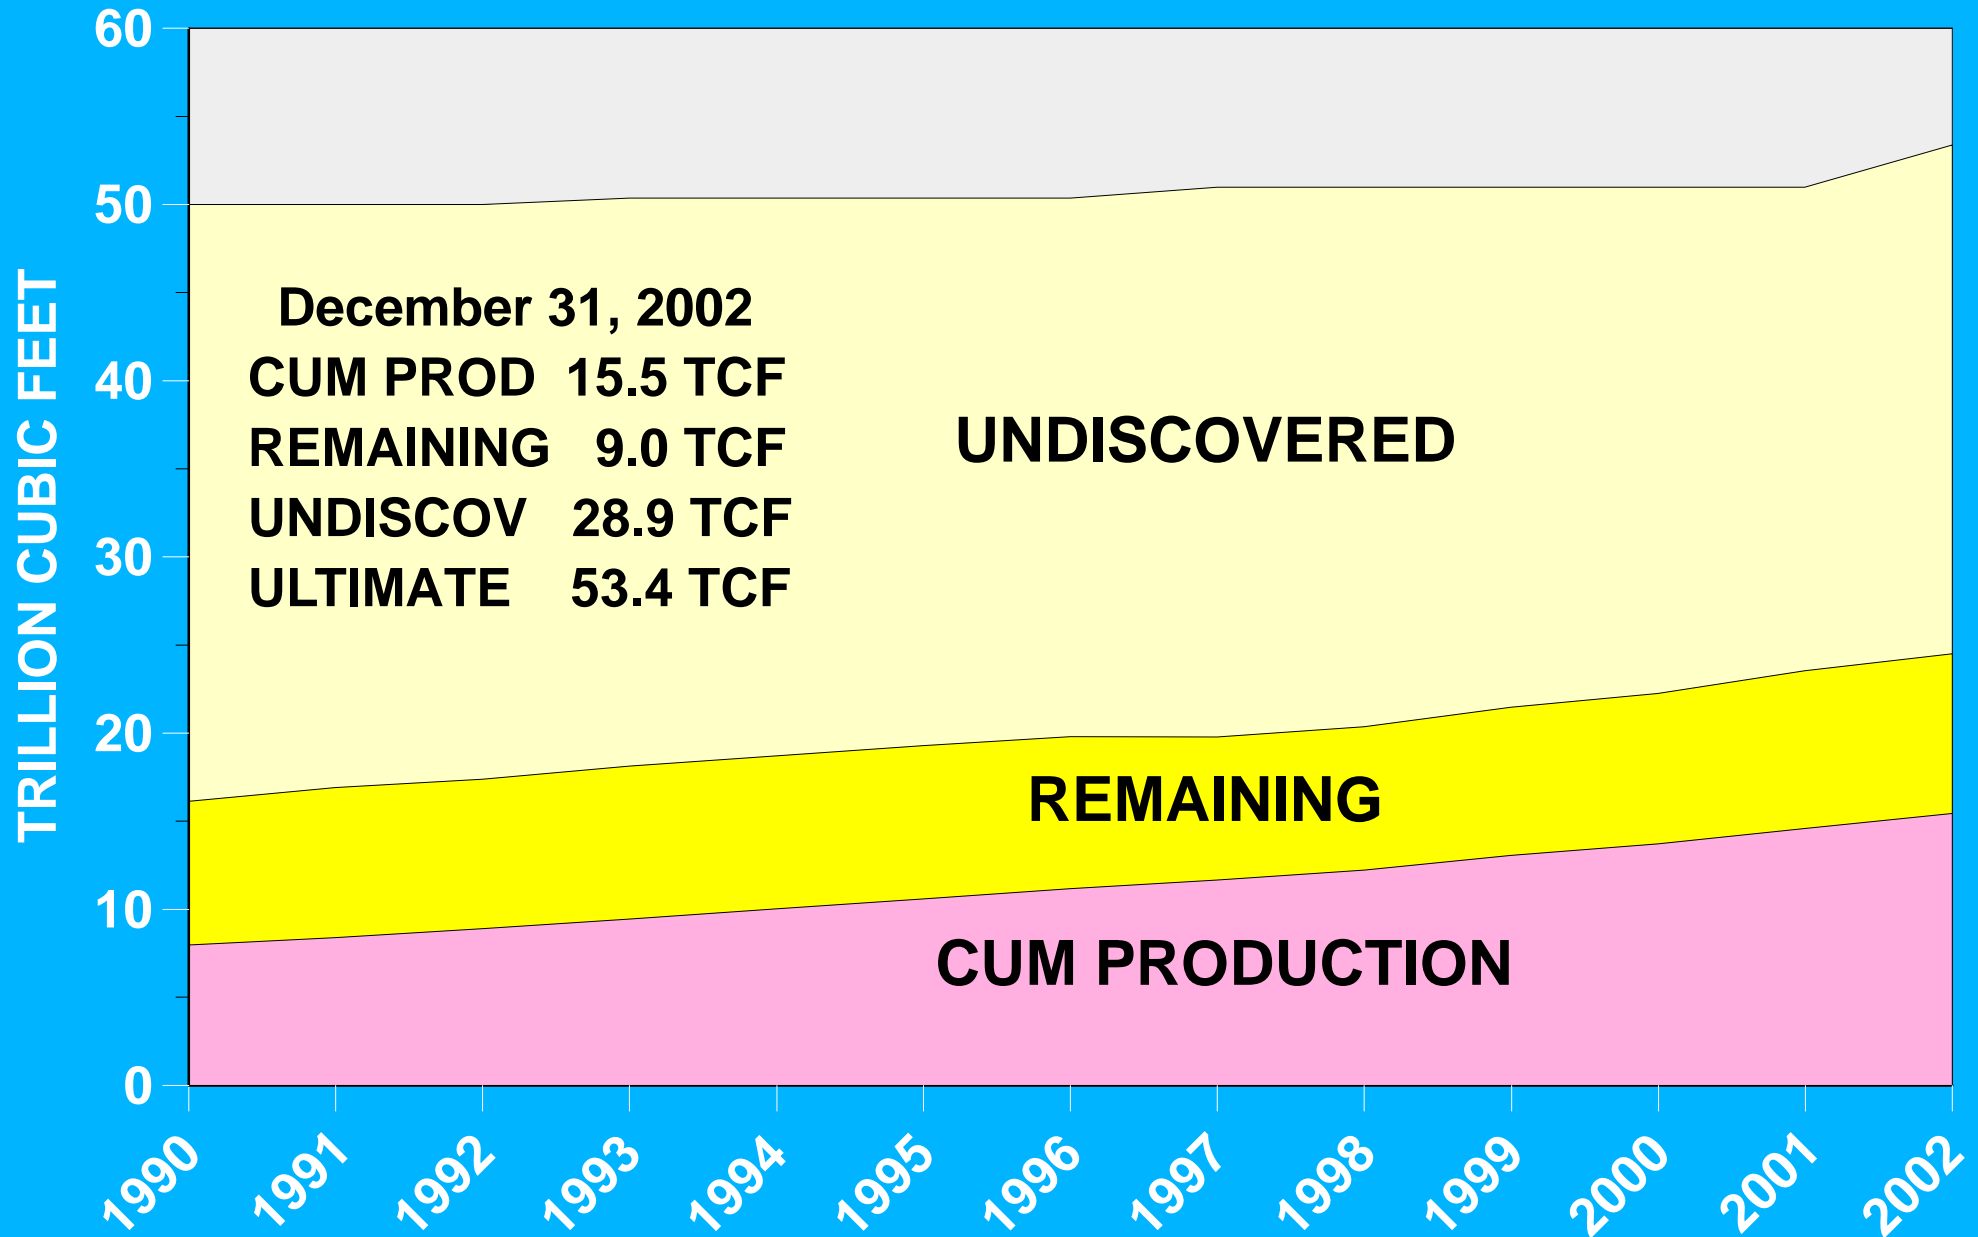 60
50
40
30
20
10
0
TRILLION CUBIC FEET
December 31, 2002
CUM PROD 15.5 TCF
REMAINING 9.0 TCF
UNDISCOV 28.9 TCF
ULTIMATE 53.4 TCF
UNDISCOVERED
REMAINING
CUM PRODUCTION
1990
1991
1992
1993
1994
1995
1996
1997
1998
1999
2000
2001
2002